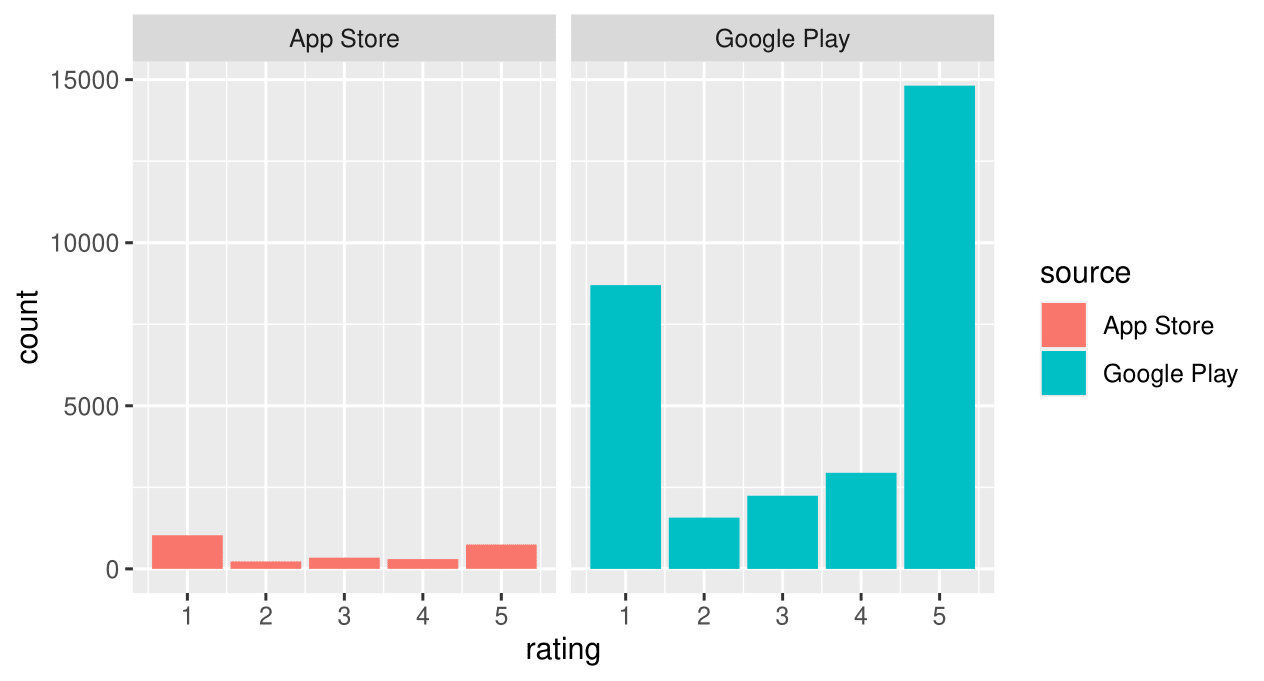 App Store
Google Play
15000
10000
5000
0
count
1 2 3 4 5
1 2 3 4 5
rating
source
App Store
Google Play